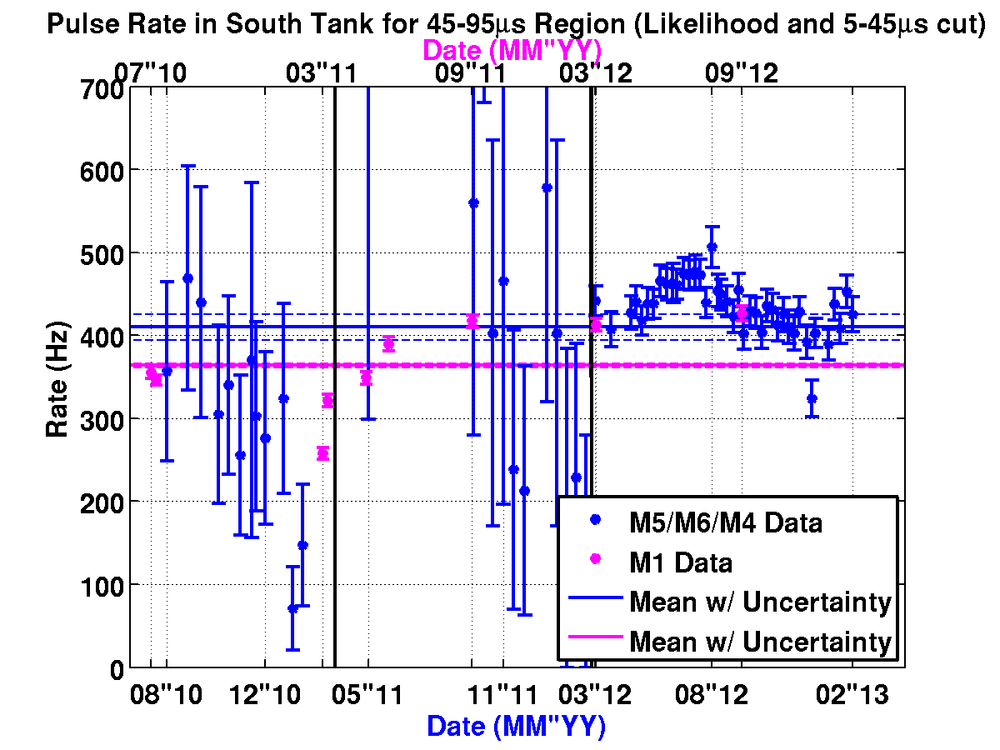 Pulse Rate in South Tank for 45-95μs Region (Likelihood and 5-45μs cut)
Date (MM"YY)
07"10 03"11 09"11 03"12 09"12
700
600
500
400
300
200
100
0
Rate (Hz)
M5/M6/M4 Data
M1 Data
Mean w/ Uncertainty
Mean w/ Uncertainty
08"10 12"10 05"11 11"11 03"12 08"12 02"13
Date (MM"YY)